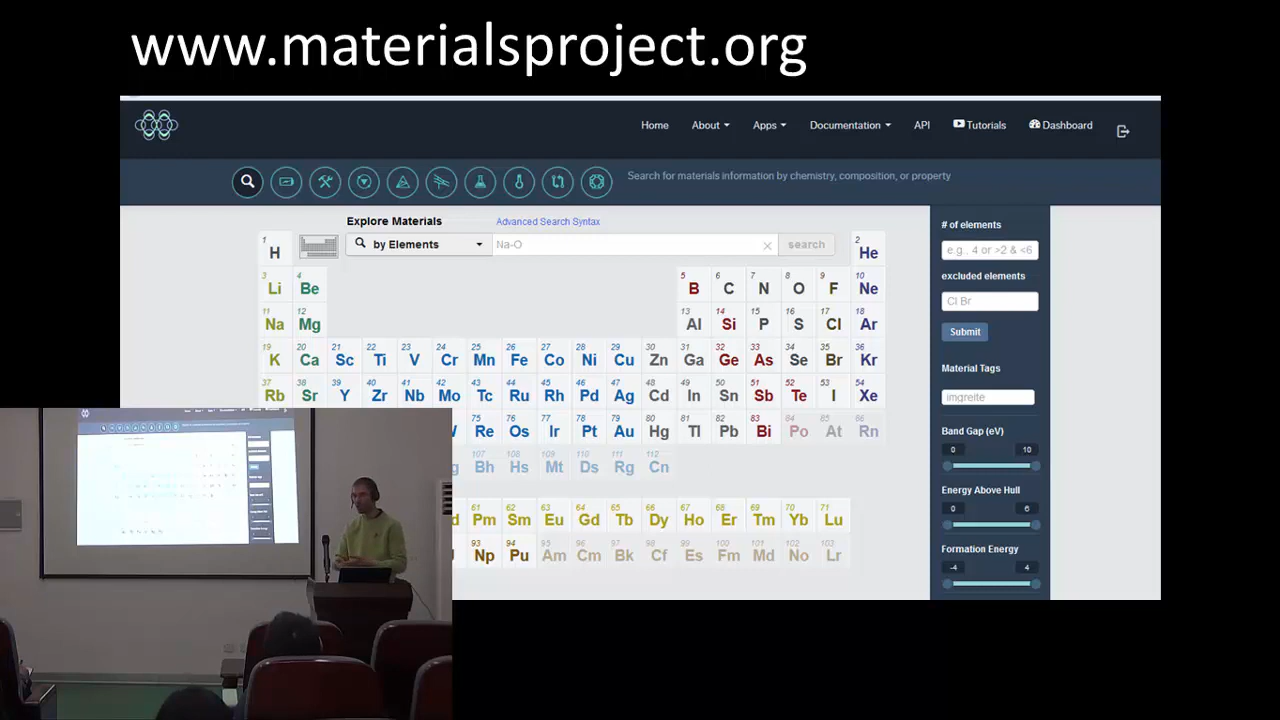 www.materialsproject.org
Home About Apps Documentation API Tutorials Dashboard
Search for materials information by chemistry, composition, or property
Explore Materials Advanced Search Syntax
by Elements Na-O search
1 H 2 He
3 Li 4 Be 5 B 6 C 7 N 8 O 9 F 10 Ne
11 Na 12 Mg 13 Al 14 Si 15 P 16 S 17 Cl 18 Ar
19 K 20 Ca 21 Sc 22 Ti 23 V 24 Cr 25 Mn 26 Fe 27 Co 28 Ni 29 Cu 30 Zn 31 Ga 32 Ge 33 As 34 Se 35 Br 36 Kr
37 Rb 38 Sr 39 Y 40 Zr 41 Nb 42 Mo 43 Tc 44 Ru 45 Rh 46 Pd 47 Ag 48 Cd 49 In 50 Sn 51 Sb 52 Te 53 I 54 Xe
75 Re 76 Os 77 Ir 78 Pt 79 Au 80 Hg 81 Tl 82 Pb 83 Bi 84 Po 85 At 86 Rn
107 Bh 108 Hs 109 Mt 110 Ds 111 Rg 112 Cn
61 Pm 62 Sm 63 Eu 64 Gd 65 Tb 66 Dy 67 Ho 68 Er 69 Tm 70 Yb 71 Lu
93 Np 94 Pu 95 Am 96 Cm 97 Bk 98 Cf 99 Es 100 Fm 101 Md 102 No 103 Lr
# of elements
e.g., 4 or >2 & <6
excluded elements
Cl Br
Submit
Material Tags
imgreite
Band Gap (eV)
0 10
Energy Above Hull
0 6
Formation Energy
-4 4